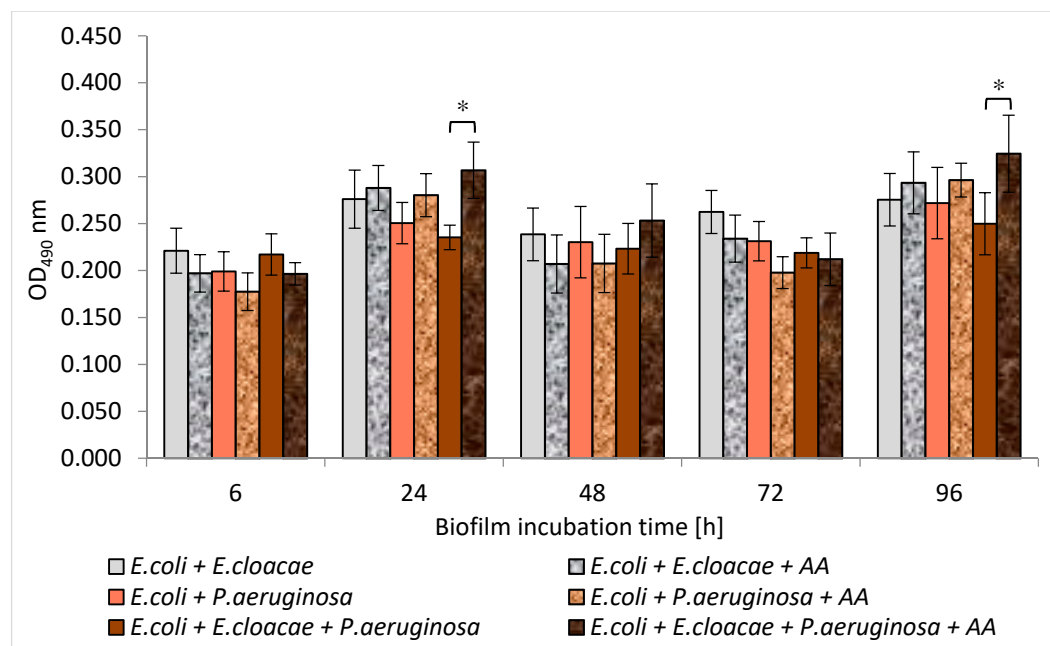 0.450
0.400
0.350
0.300
0.250
0.200
0.150
0.100
0.050
0.000
OD490 nm
*
*
6 24 48 72 96
Biofilm incubation time [h]
E.coli + E.cloacae
E.coli + E.cloacae + AA
E.coli + P.aeruginosa
E.coli + P.aeruginosa + AA
E.coli + E.cloacae + P.aeruginosa
E.coli + E.cloacae + P.aeruginosa + AA